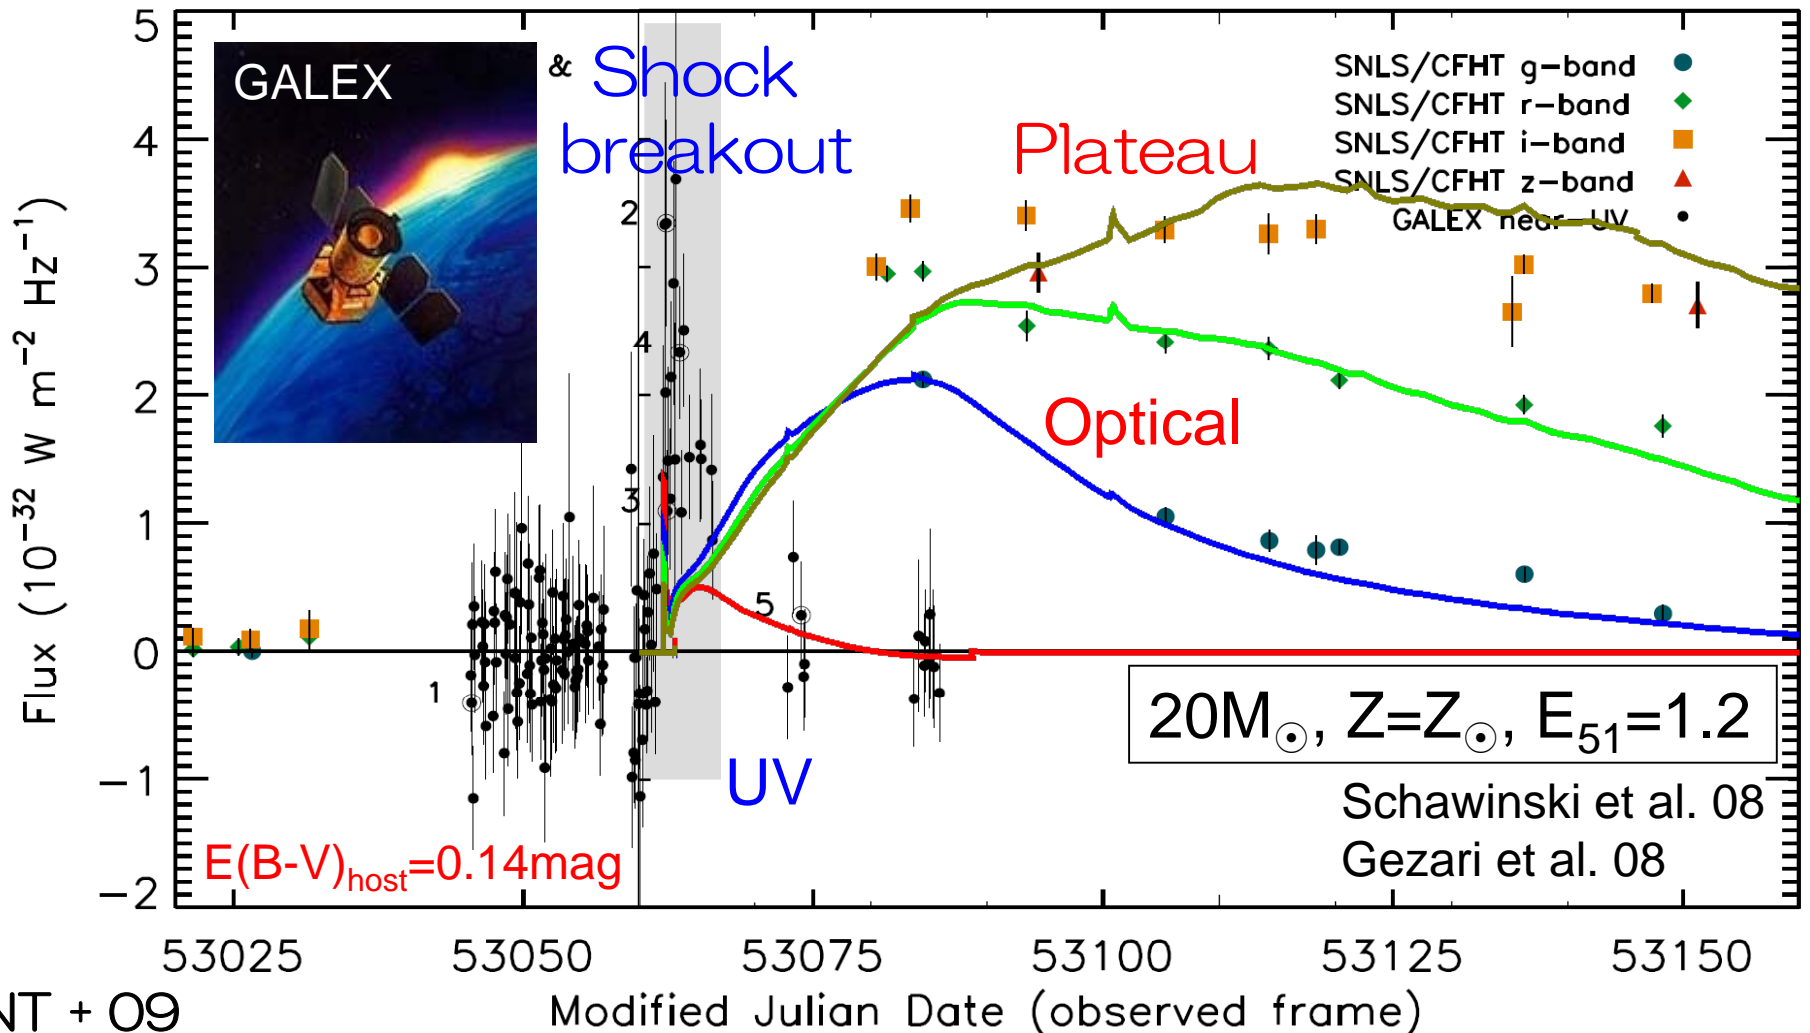 GALEX
& Shock
breakout
Plateau
SNLS/CFHT g-band
SNLS/CFHT r-band
SNLS/CFHT i-band
SNLS/CFHT z-band
GALEX near-UV
Optical
UV
1
2
3
4
5
20M☉, Z=Z☉, E51=1.2
Schawinski et al. 08
Gezari et al. 08
E(B-V)host=0.14mag
Flux (10−32 W m−2 Hz−1)
5
4
3
2
1
0
−1
−2
53025 53050 53075 53100 53125 53150
Modified Julian Date (observed frame)
NT + 09